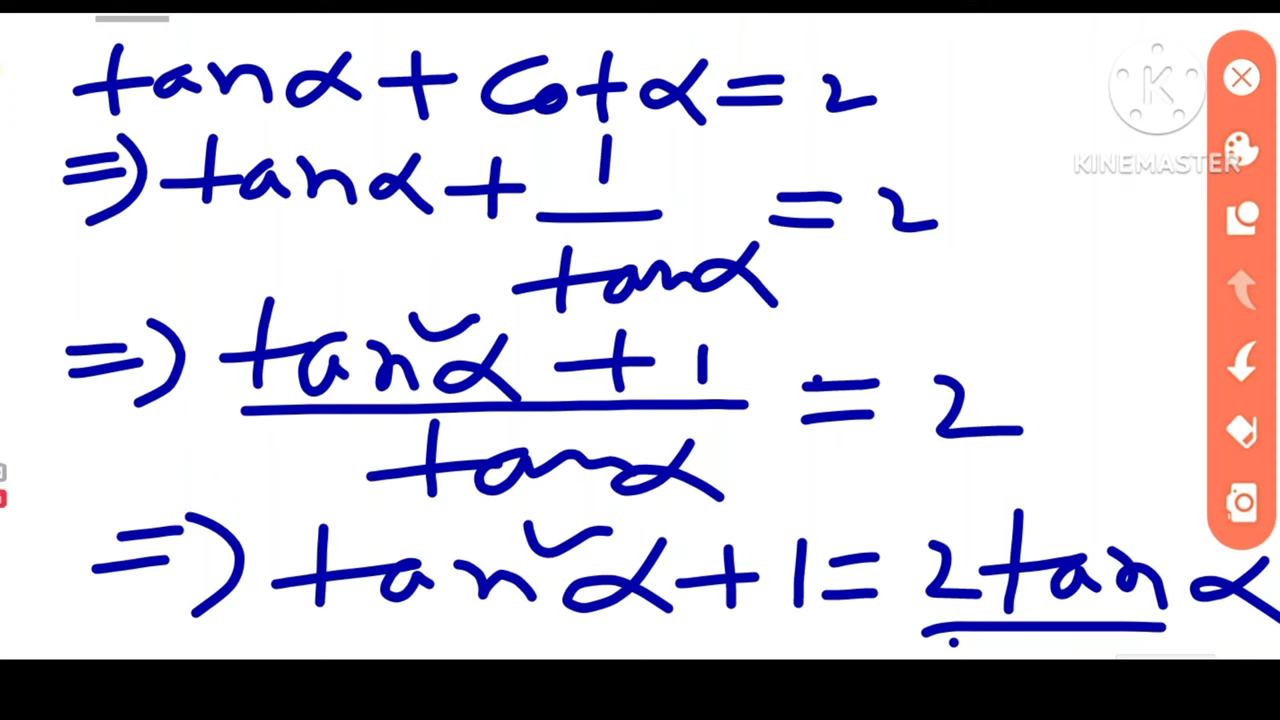 tanα + cotα = 2
⇒ tanα + 1/tanα = 2
⇒ (tan²α + 1)/tanα = 2
⇒ tan²α + 1 = 2tanα
KINEMASTER